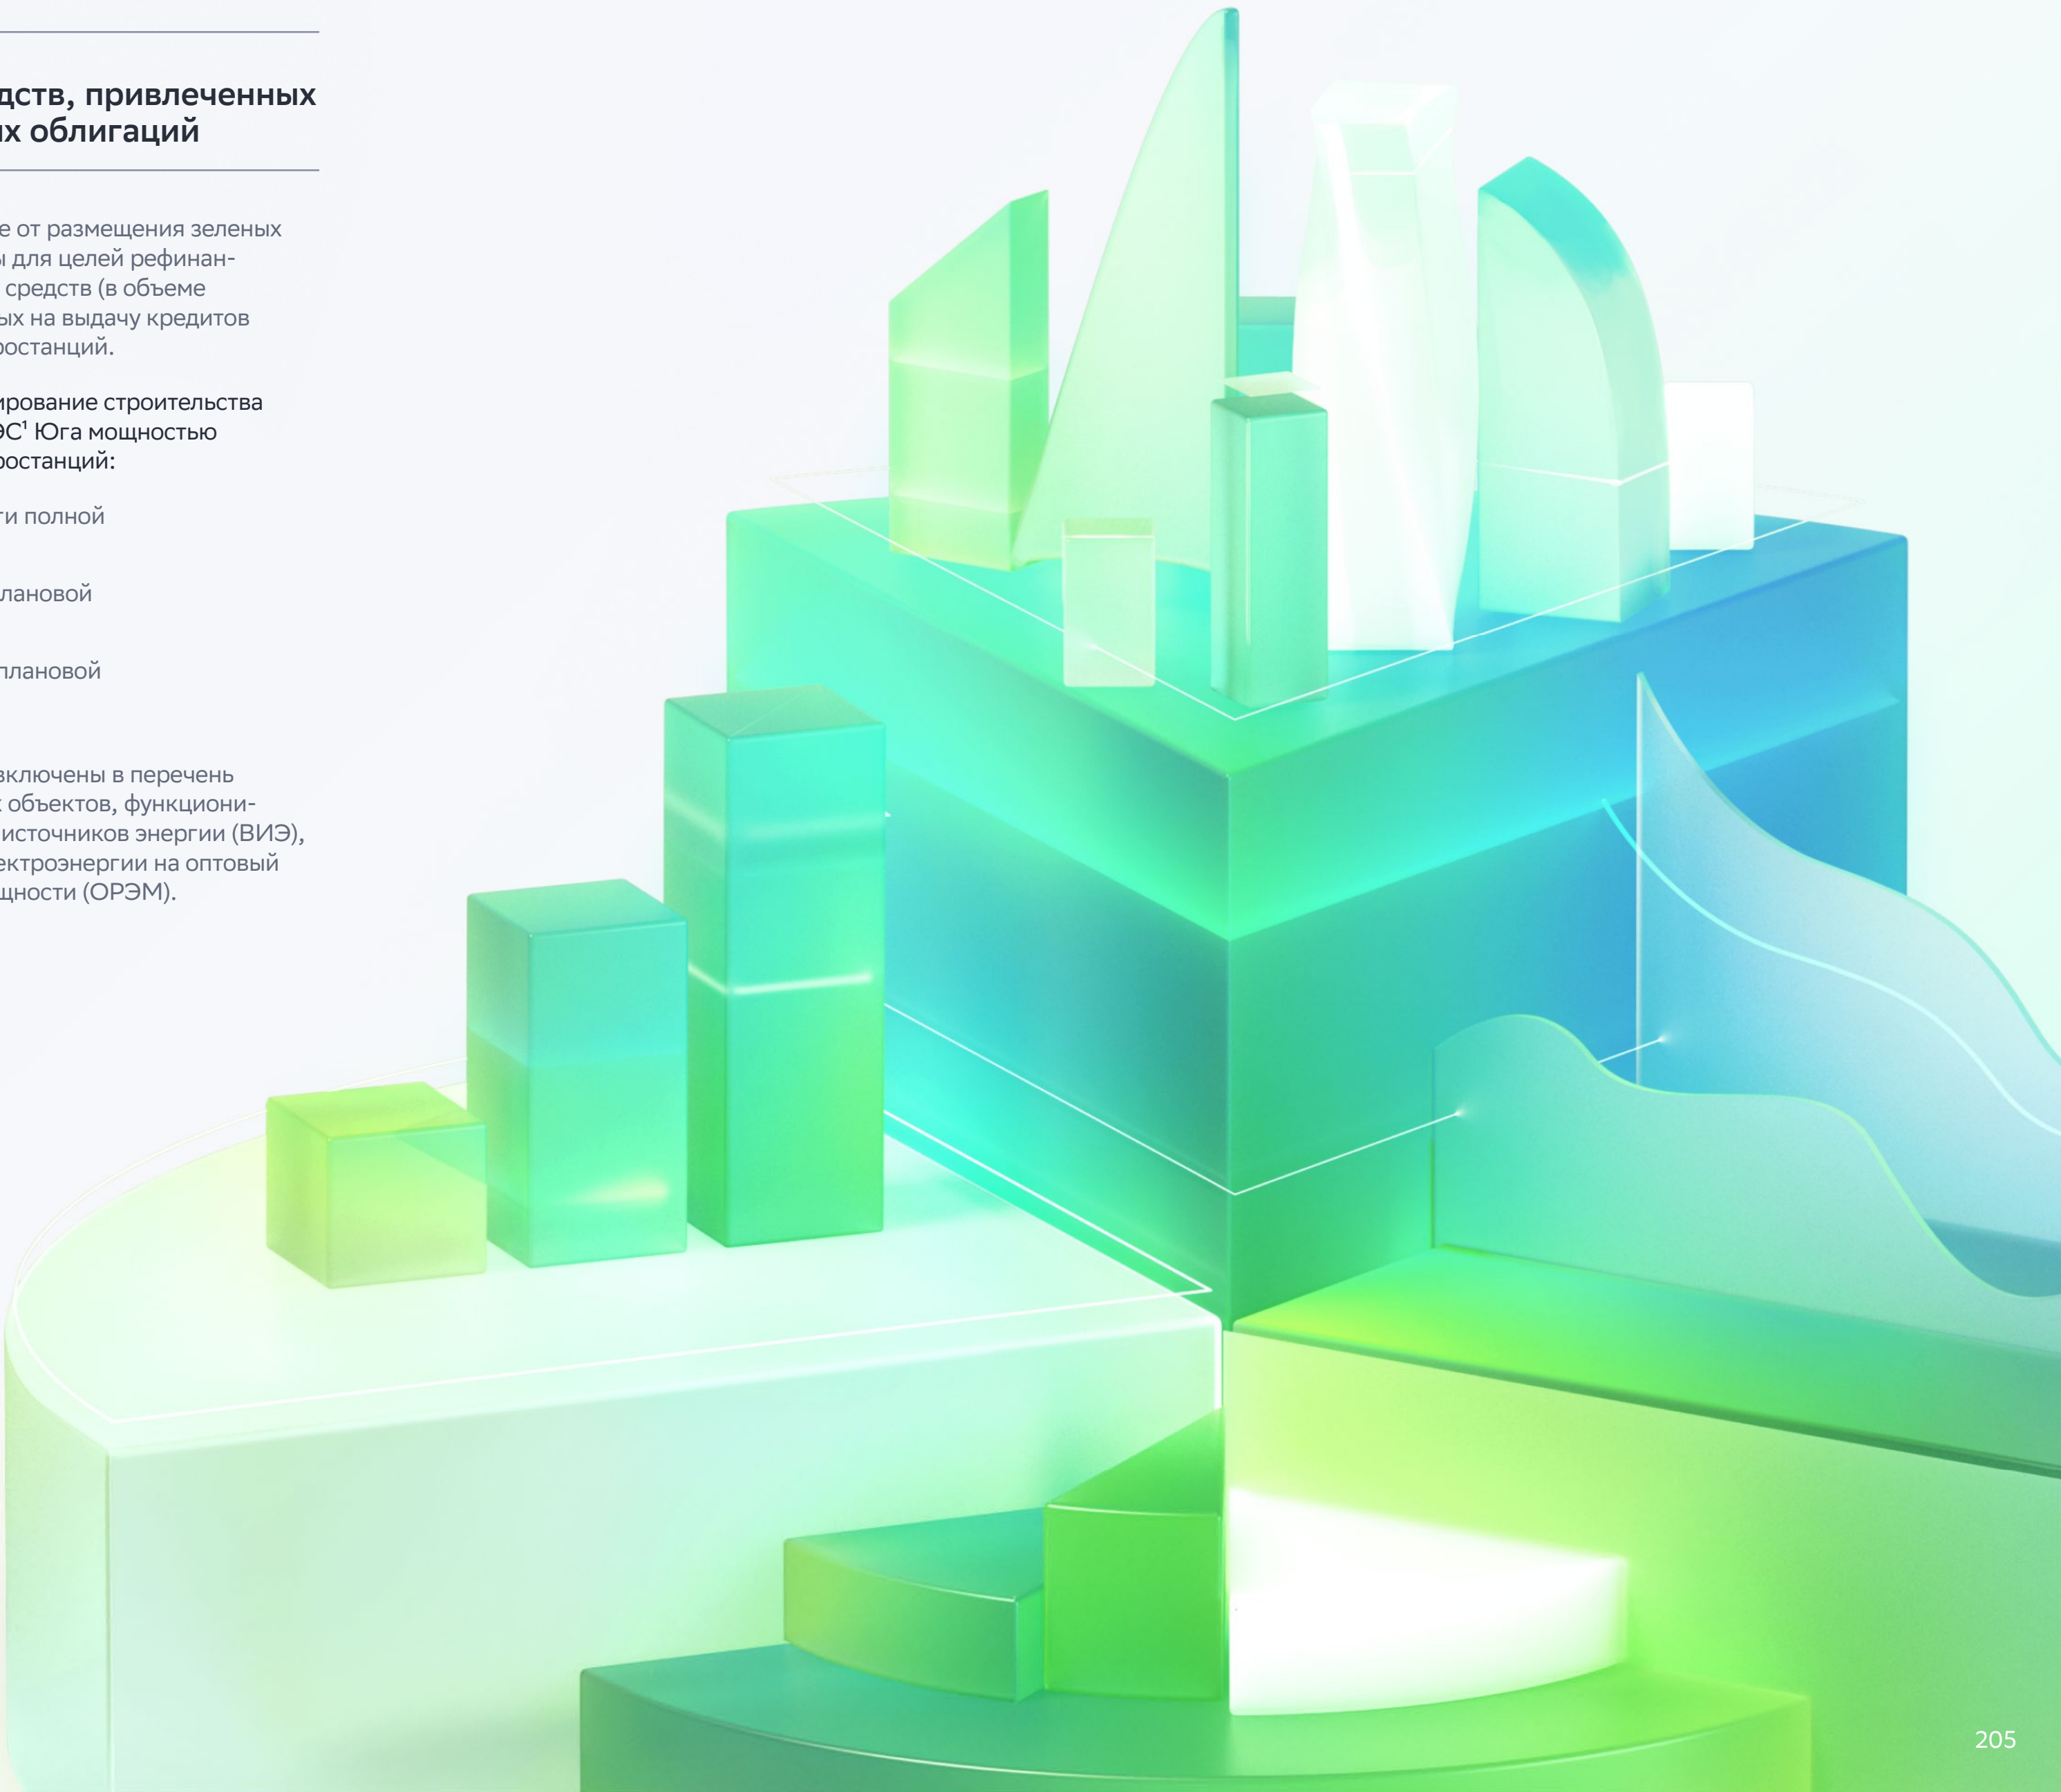 дств, привлеченных
ых облигаций
е от размещения зеленых
ы для целей рефинан-
средств (в объеме
ых на выдачу кредитов
ростанций.
ирование строительства
ЭС¹ Юга мощностью
ростанций:
ти полной
лановой
плановой
включены в перечень
х объектов, функциони-
источников энергии (ВИЭ),
ектроэнергии на оптовый
щности (ОРЭМ).
205